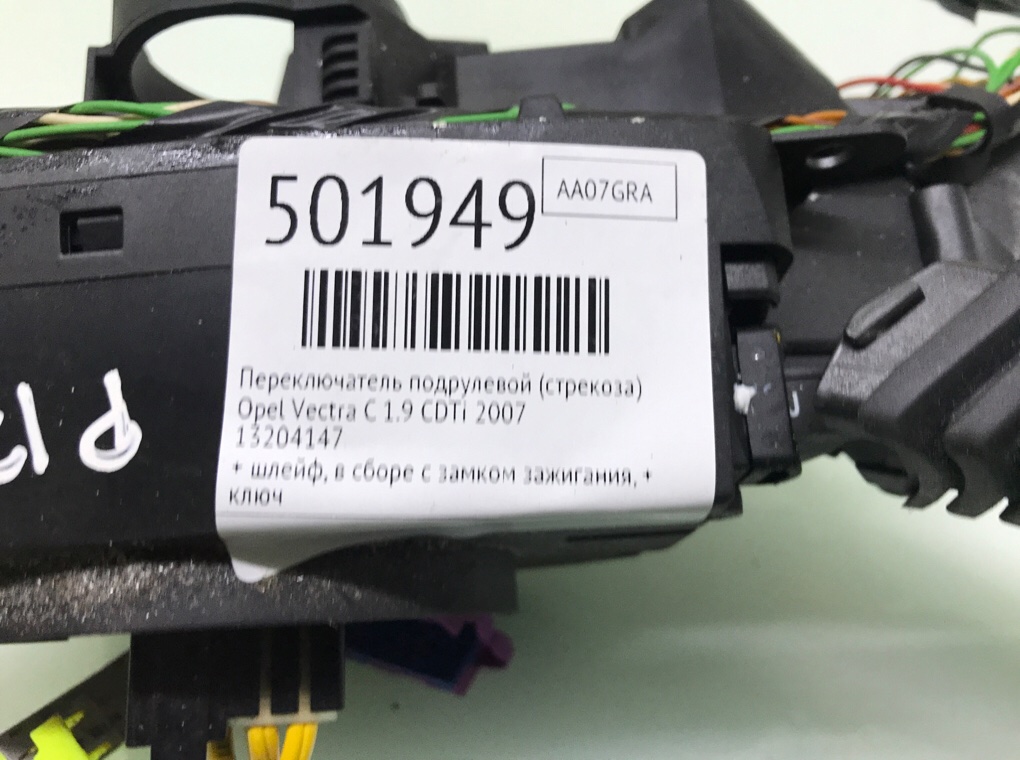 501949
AA07GRA
Переключатель подрулевой (стрекоза)
Opel Vectra C 1.9 CDTi 2007
13204147
+ шлейф, в сборе с замком зажигания, +
ключ